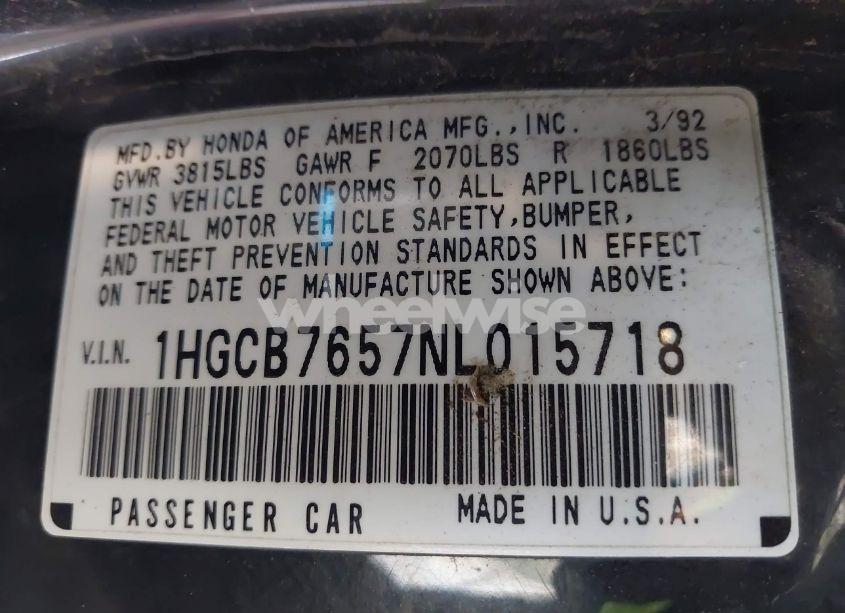 MFD.BY HONDA OF AMERICA MFG.,INC. 3/92
GVWR 3815LBS GAWR F 2070LBS R 1860LBS
THIS VEHICLE CONFORMS TO ALL APPLICABLE
FEDERAL MOTOR VEHICLE SAFETY,BUMPER,
AND THEFT PREVENTION STANDARDS IN EFFECT
ON THE DATE OF MANUFACTURE SHOWN ABOVE:
wheelwise
V.I.N. 1HGCB7657NL015718
PASSENGER CAR MADE IN U.S.A.